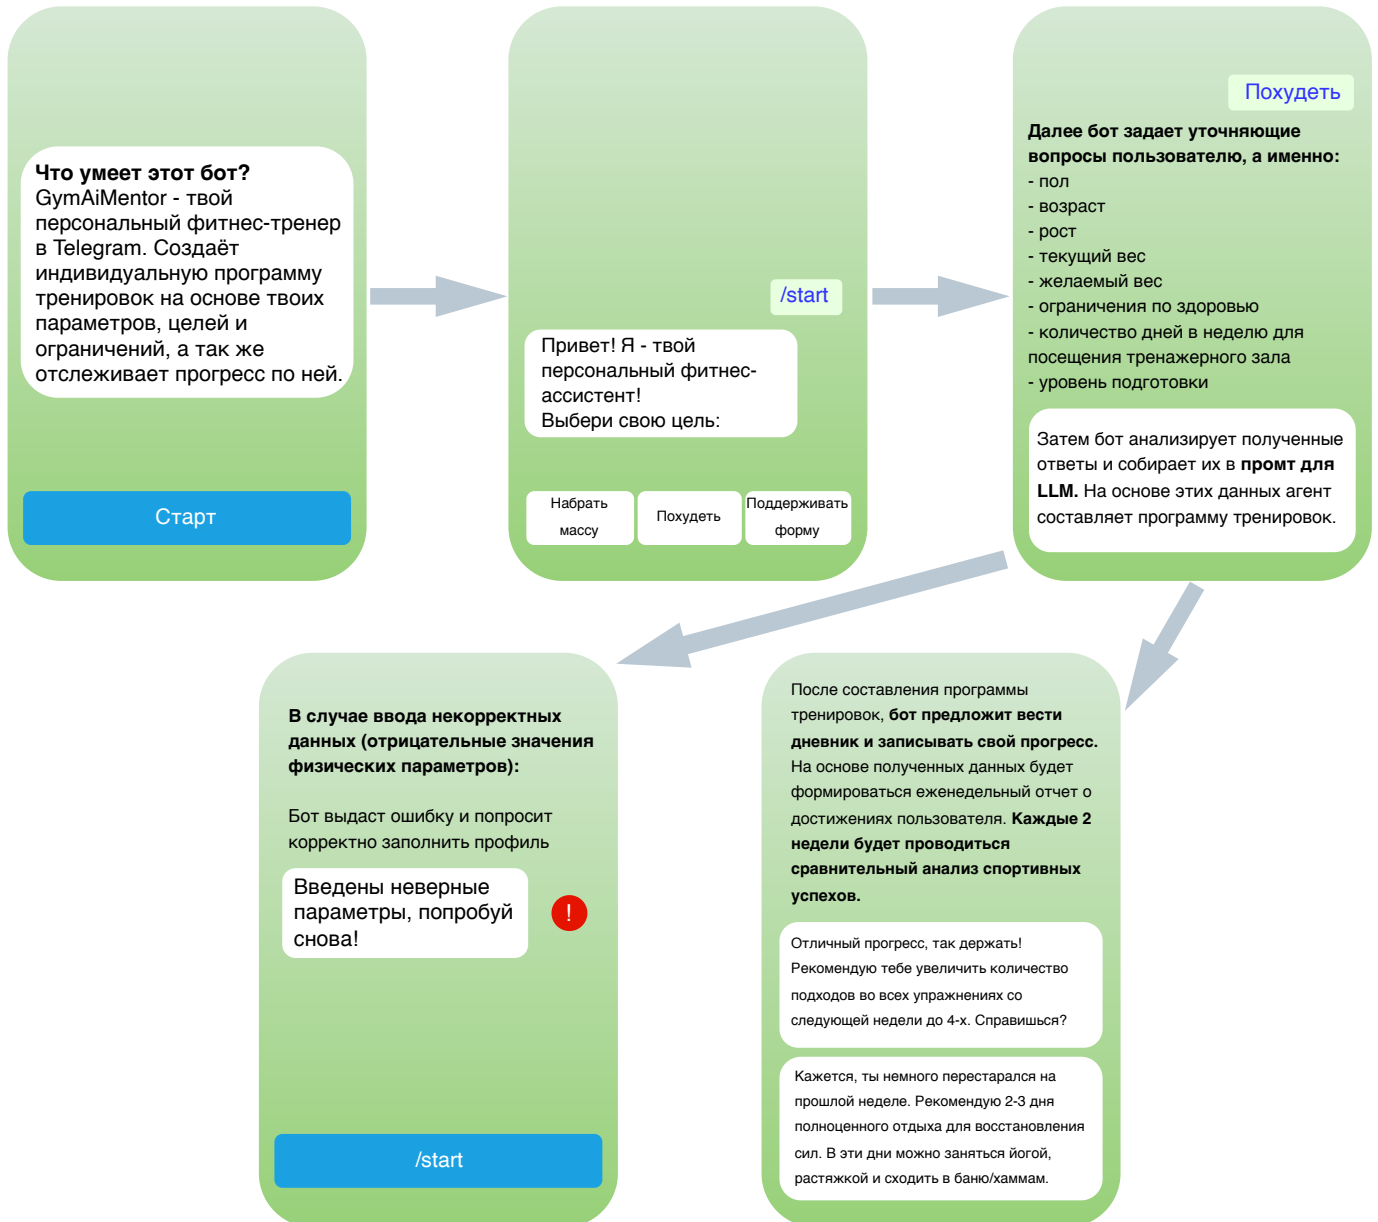 Что умеет этот бот?
GymAiMentor - твой
персональный фитнес-тренер
в Telegram. Создаёт
индивидуальную программу
тренировок на основе твоих
параметров, целей и
ограничений, а так же
отслеживает прогресс по ней.
Старт
/start
Привет! Я - твой
персональный фитнес-
ассистент!
Выбери свою цель:
Набрать
массу
Похудеть
Поддерживать
форму
Похудеть
Далее бот задает уточняющие
вопросы пользователю, а именно:
- пол
- возраст
- рост
- текущий вес
- желаемый вес
- ограничения по здоровью
- количество дней в неделю для
посещения тренажерного зала
- уровень подготовки
Затем бот анализирует полученные
ответы и собирает их в промт для
LLM. На основе этих данных агент
составляет программу тренировок.
В случае ввода некорректных
данных (отрицательные значения
физических параметров):
Бот выдаст ошибку и попросит
корректно заполнить профиль
Введены неверные
параметры, попробуй
снова!
!
/start
После составления программы
тренировок, бот предложит вести
дневник и записывать свой прогресс.
На основе полученных данных будет
формироваться еженедельный отчет о
достижениях пользователя. Каждые 2
недели будет проводиться
сравнительный анализ спортивных
успехов.
Отличный прогресс, так держать!
Рекомендую тебе увеличить количество
подходов во всех упражнениях со
следующей недели до 4-х. Справишься?
Кажется, ты немного перестарался на
прошлой неделе. Рекомендую 2-3 дня
полноценного отдыха для восстановления
сил. В эти дни можно заняться йогой,
растяжкой и сходить в баню/хаммам.